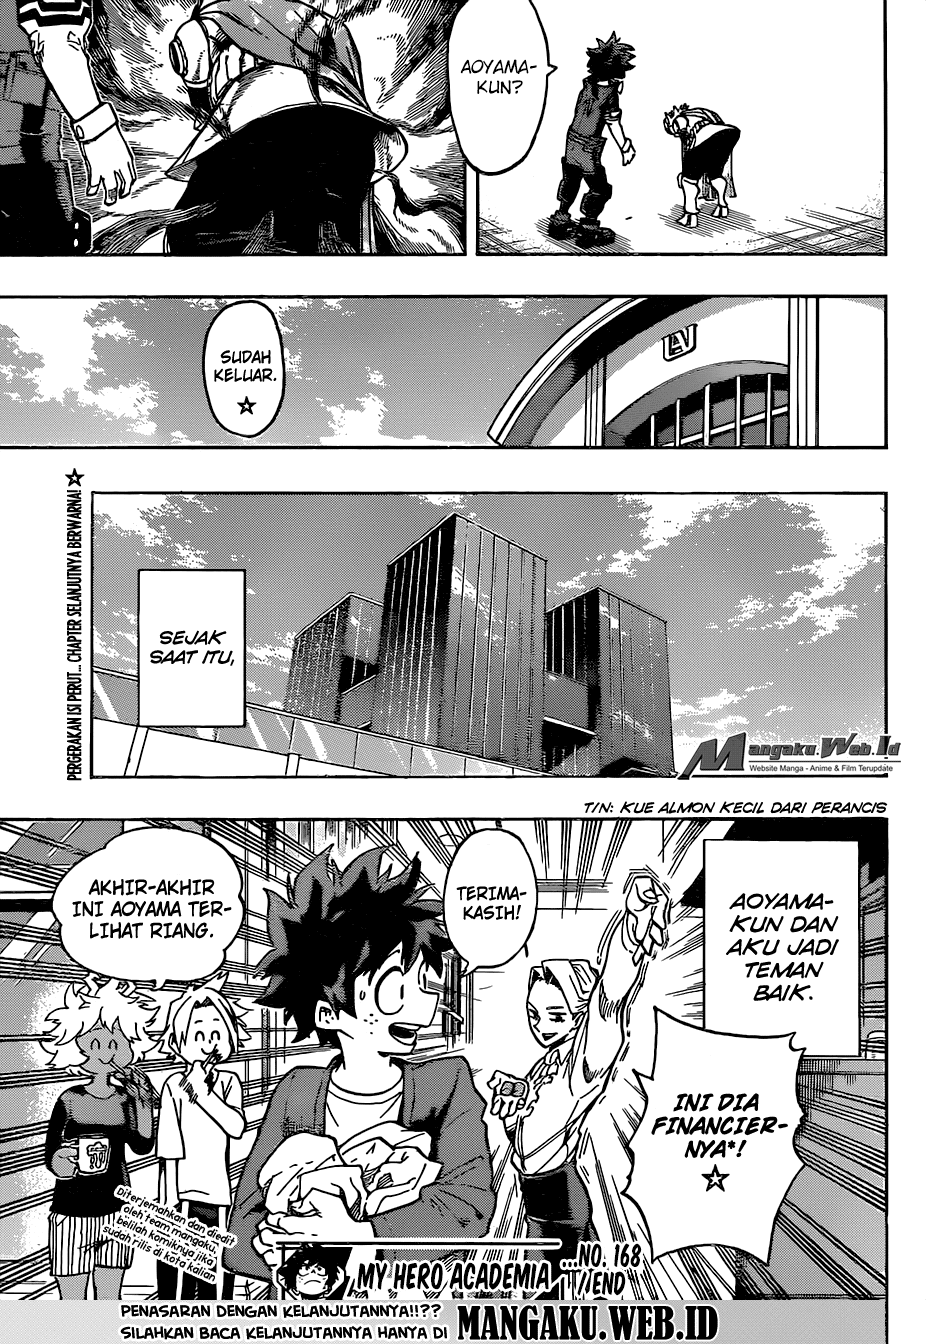 AOYAMA-
KUN?
SUDAH
KELUAR.
☆
PERGERAKAN ISI PERUT... CHAPTER SELANJUTNYA BERWARNA! ☆
SEJAK
SAAT ITU,
Mangaku.Web.Id
Website Manga - Anime & Film Terupdate
T/N: KUE ALMON KECIL DARI PERANCIS
AOYAMA-
KUN DAN
AKU JADI
TEMAN
BAIK.
TERIMA-
KASIH!
AKHIR-AKHIR
INI AOYAMA TER-
LIHAT RIANG.
INI DIA
FINANCIER-
NYA*!
☆
Diterjemahkan dan diedit
oleh team mangaku,
belilah komiknya jika
sudah rilis di kota kalian
MY HERO ACADEMIA
...NO. 168
//END
PENASARAN DENGAN KELANJUTANNYA!!??
SILAHKAN BACA KELANJUTANNYA HANYA DI
MANGAKU.WEB.ID